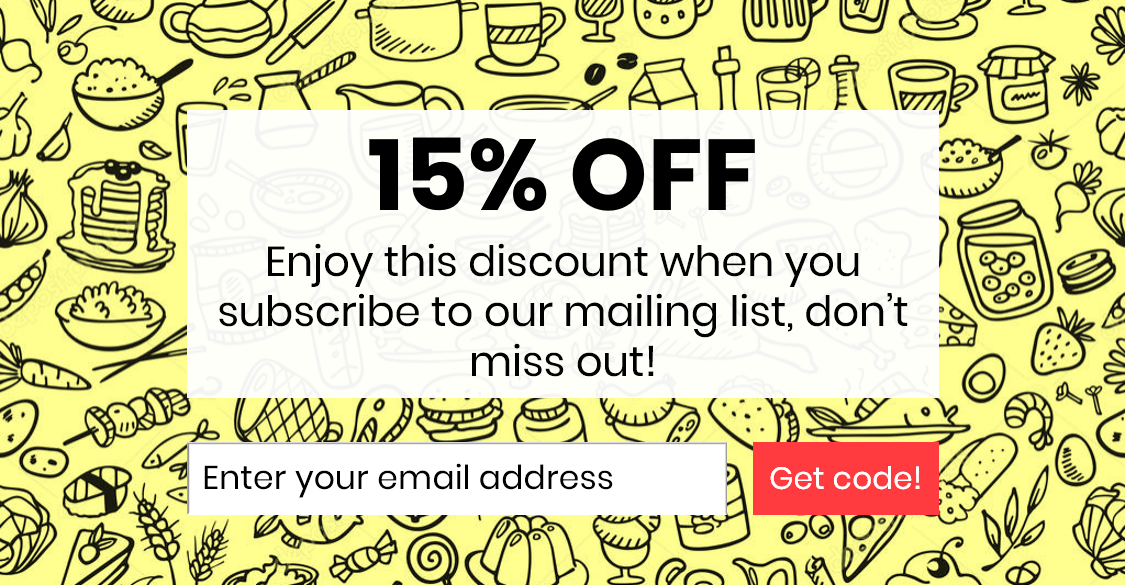 15% OFF
Enjoy this discount when you
subscribe to our mailing list, don’t
miss out!
Enter your email address
Get code!